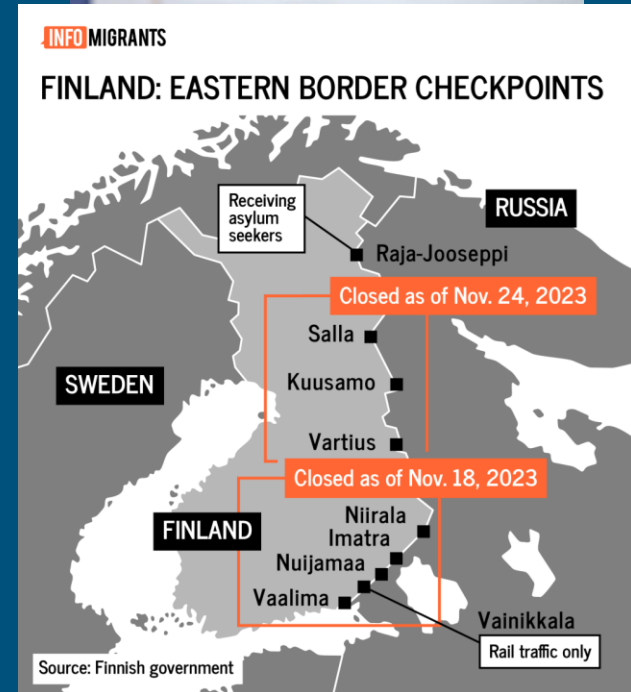 INFO MIGRANTS
FINLAND: EASTERN BORDER CHECKPOINTS
Receiving
asylum
seekers
RUSSIA
Raja-Jooseppi
Closed as of Nov. 24, 2023
Salla
SWEDEN
Kuusamo
Vartius
Closed as of Nov. 18, 2023
Niirala
FINLAND
Imatra
Nuijamaa
Vaalima
Vainikkala
Rail traffic only
Source: Finnish government